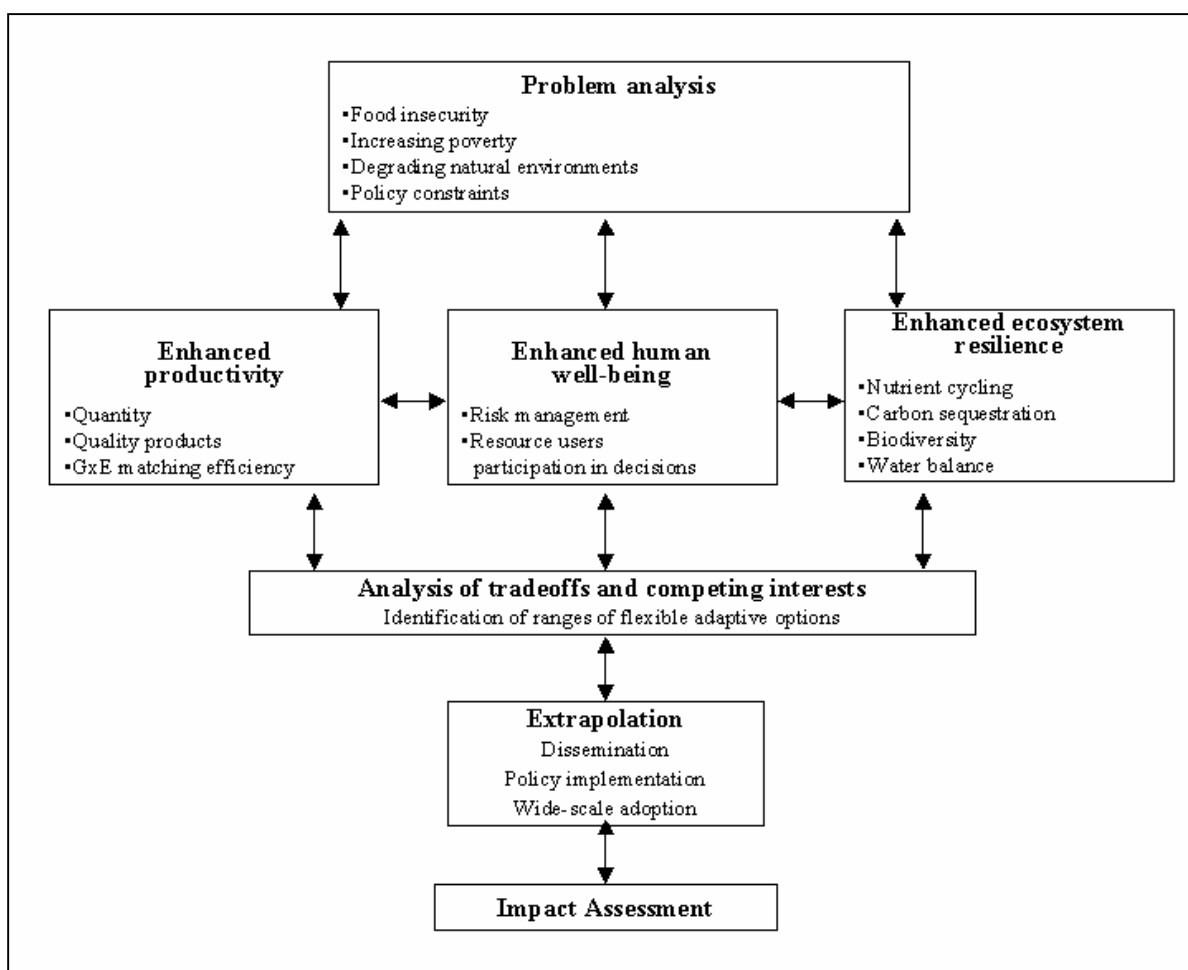 Problem analysis
▪Food insecurity
▪Increasing poverty
▪Degrading natural environments
▪Policy constraints
Enhanced
productivity
▪Quantity
▪Quality products
▪GxE matching efficiency
Enhanced human
well-being
▪Risk management
▪Resource users
participation in decisions
Enhanced ecosystem
resilience
▪Nutrient cycling
▪Carbon sequestration
▪Biodiversity
▪Water balance
Analysis of tradeoffs and competing interests
Identification of ranges of flexible adaptive options
Extrapolation
Dissemination
Policy implementation
Wide-scale adoption
Impact Assessment